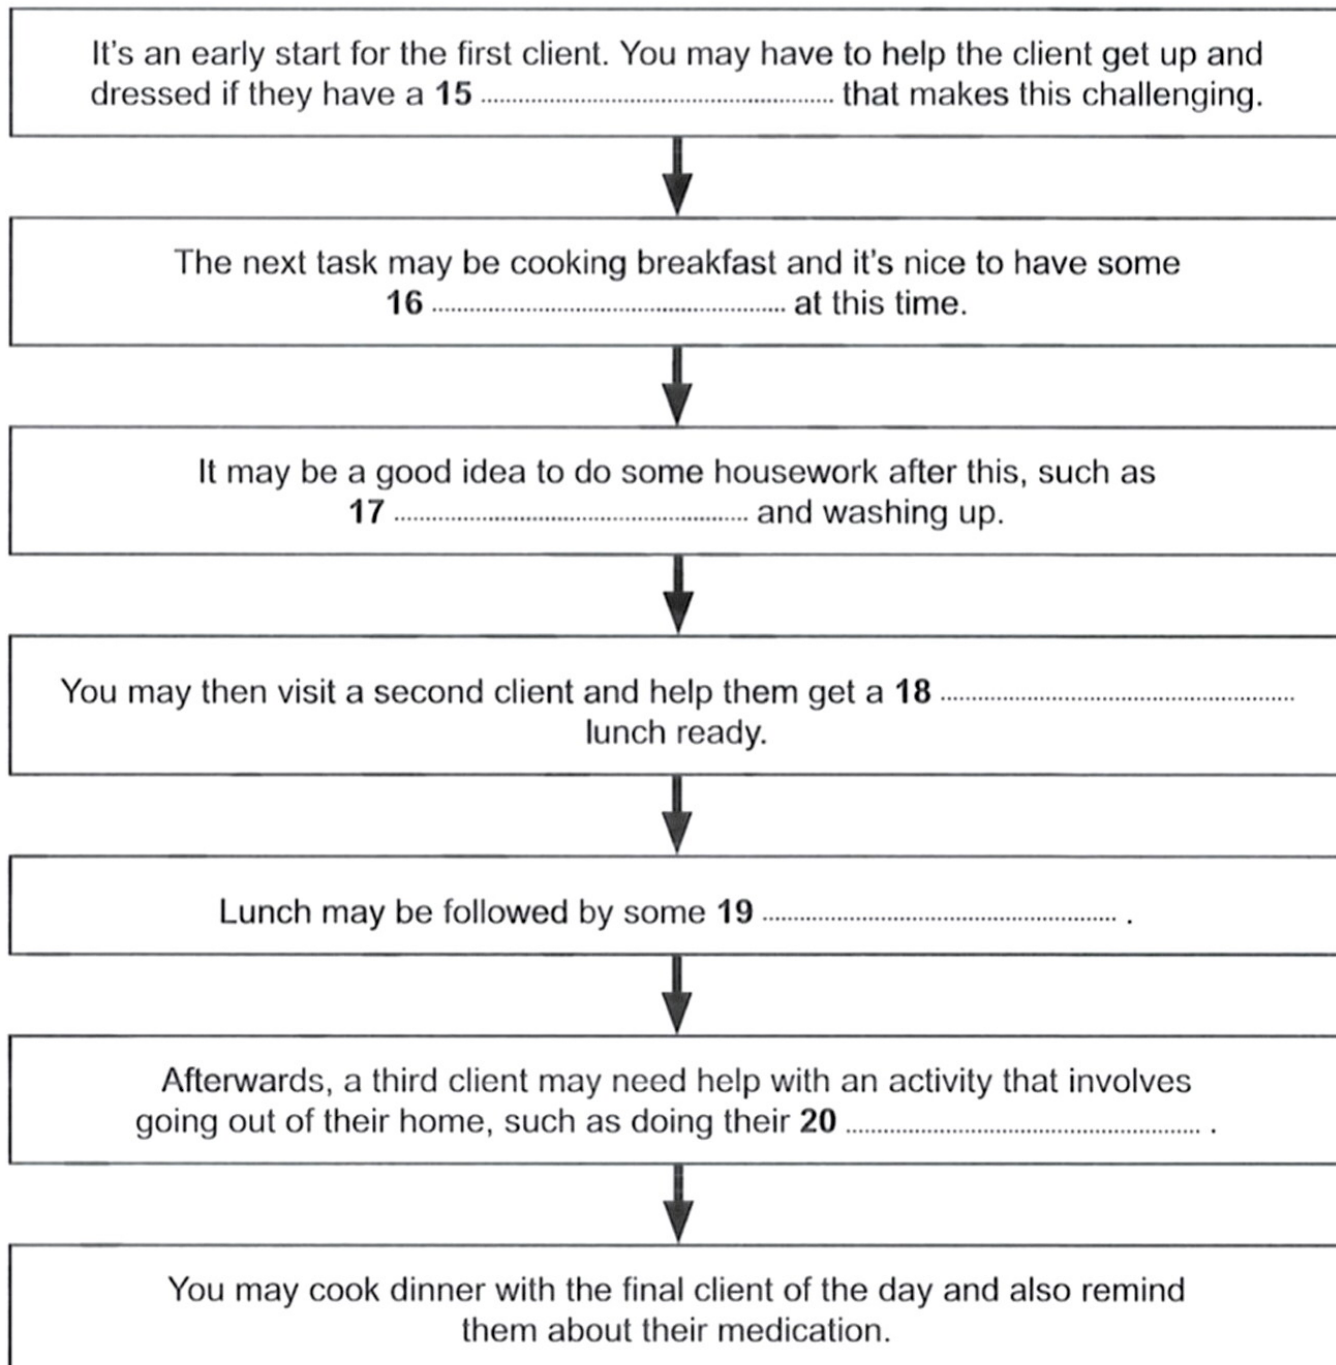 It's an early start for the first client. You may have to help the client get up and
dressed if they have a 15 ........................................ that makes this challenging.
The next task may be cooking breakfast and it's nice to have some
16 ........................................ at this time.
It may be a good idea to do some housework after this, such as
17 ........................................ and washing up.
You may then visit a second client and help them get a 18 ........................................
lunch ready.
Lunch may be followed by some 19 ........................................ .
Afterwards, a third client may need help with an activity that involves
going out of their home, such as doing their 20 ........................................ .
You may cook dinner with the final client of the day and also remind
them about their medication.